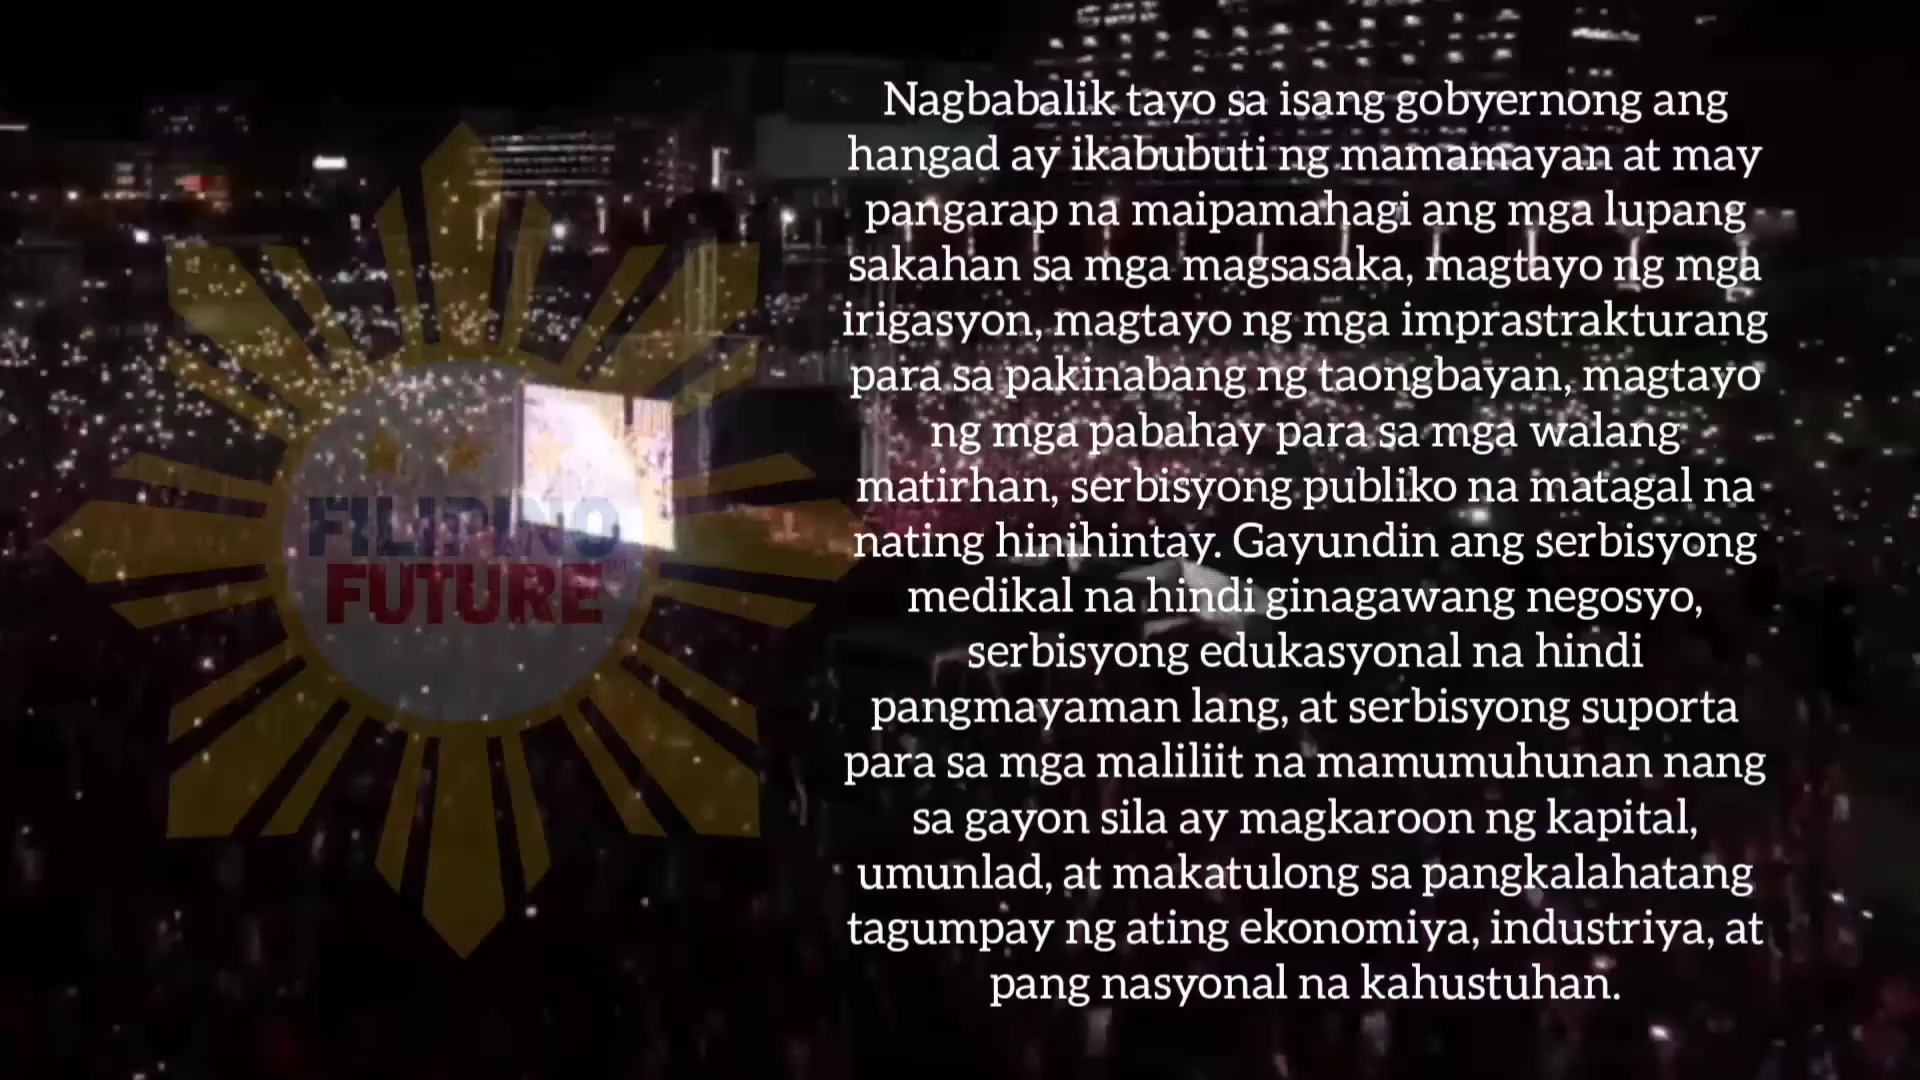 Nagbabalik tayo sa isang gobyernong ang
hangad ay ikabubuti ng mamamayan at may
pangarap na maipamahagi ang mga lupang
sakahan sa mga magsasaka, magtayo ng mga
irigasyon, magtayo ng mga imprastrakturang
para sa pakinabang ng taongbayan, magtayo
ng mga pabahay para sa mga walang
matirhan, serbisyong publiko na matagal na
nating hinihintay. Gayundin ang serbisyong
medikal na hindi ginagawang negosyo,
serbisyong edukasyonal na hindi
pangmayaman lang, at serbisyong suporta
para sa mga maliliit na mamumuhunan nang
sa gayon sila ay magkaroon ng kapital,
umunlad, at makatulong sa pangkalahatang
tagumpay ng ating ekonomiya, industriya, at
pang nasyonal na kahustuhan.
FILIPINO
FUTURE™